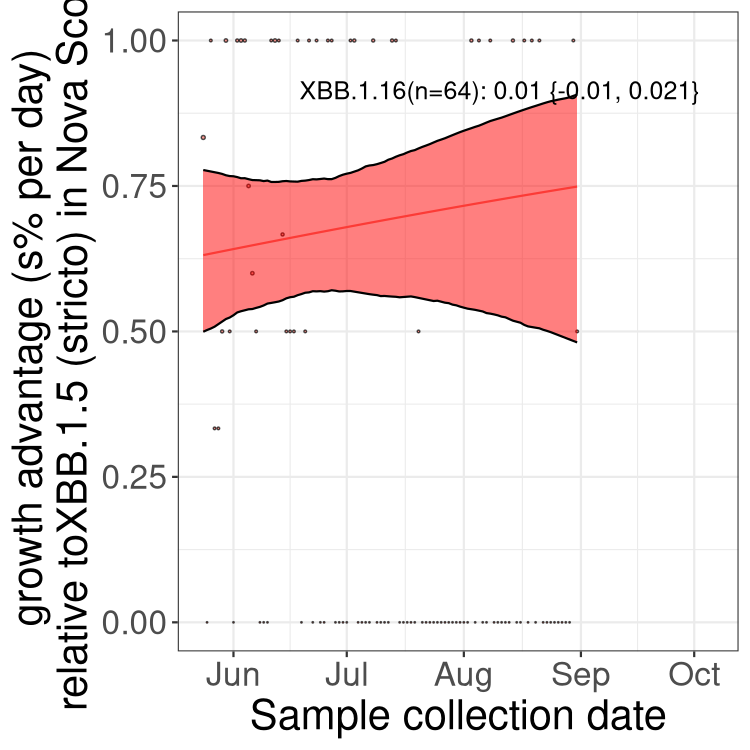 growth advantage (s% per day)
relative toXBB.1.5 (stricto) in Nova Sco
1.00
0.75
0.50
0.25
0.00
XBB.1.16(n=64): 0.01 {-0.01, 0.021}
Jun Jul Aug Sep Oct
Sample collection date